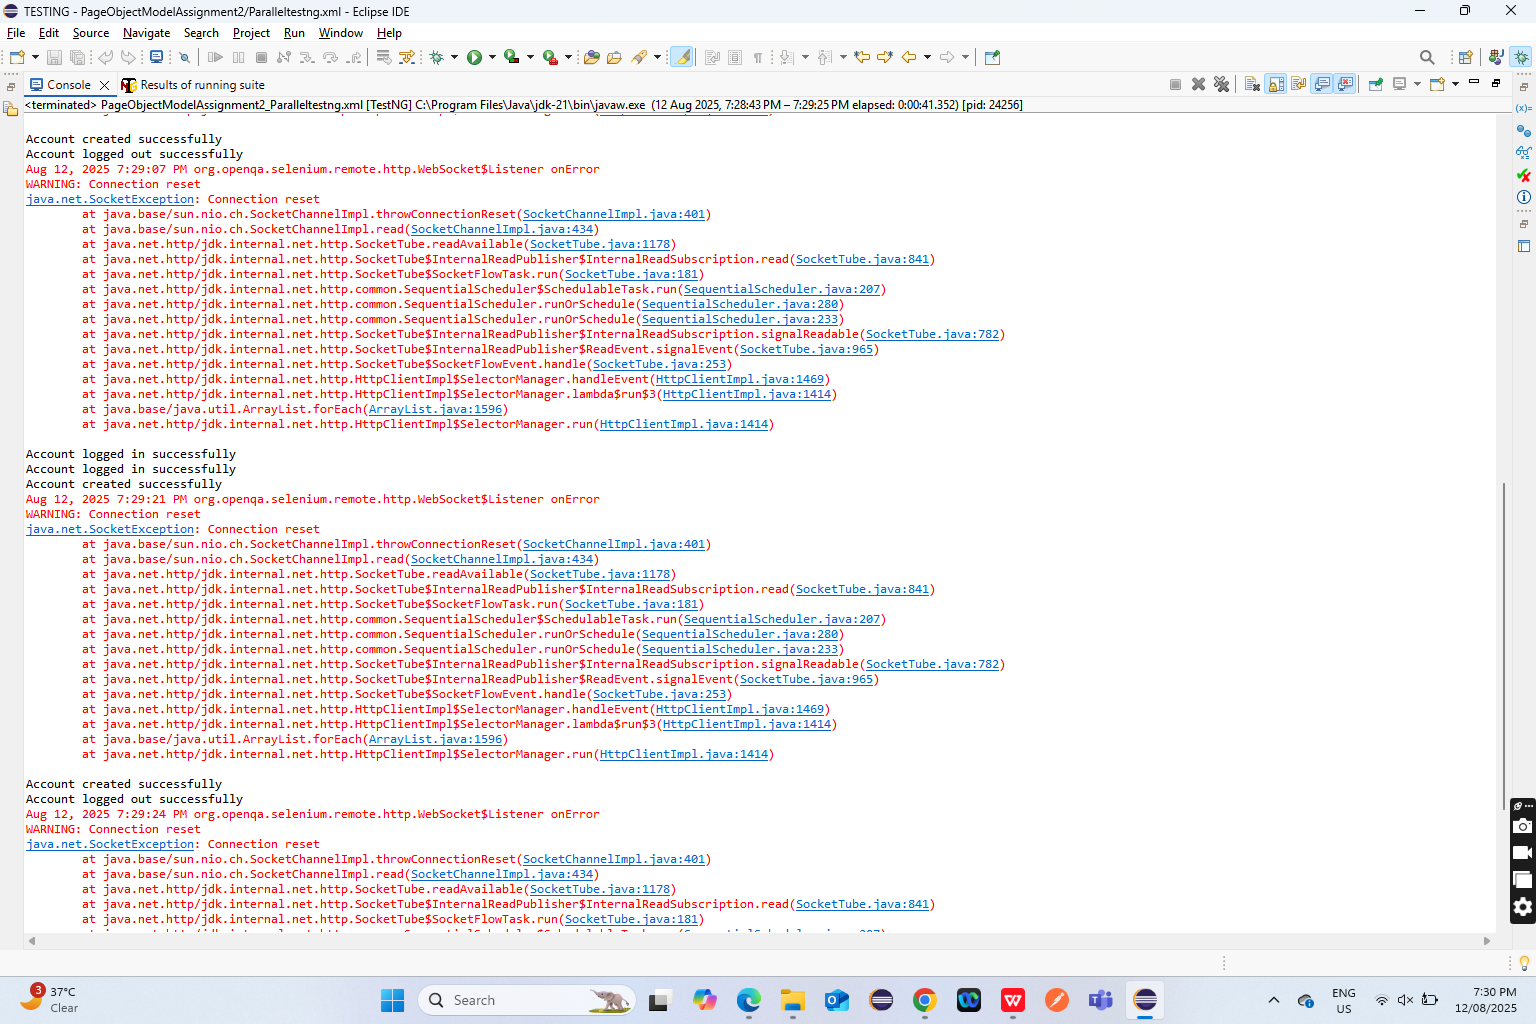 TESTING - PageObjectModelAssignment2/Paralleltestng.xml - Eclipse IDE
File Edit Source Navigate Search Project Run Window Help
Console Results of running suite
<terminated> PageObjectModelAssignment2_Paralleltestng.xml [TestNG] C:\Program Files\Java\jdk-21\bin\javaw.exe (12 Aug 2025, 7:28:43 PM – 7:29:25 PM elapsed: 0:00:41.352) [pid: 24256]
Account created successfully
Account logged out successfully
Aug 12, 2025 7:29:07 PM org.openqa.selenium.remote.http.WebSocket$Listener onError
WARNING: Connection reset
java.net.SocketException: Connection reset
at java.base/sun.nio.ch.SocketChannelImpl.throwConnectionReset(SocketChannelImpl.java:401)
at java.base/sun.nio.ch.SocketChannelImpl.read(SocketChannelImpl.java:434)
at java.net.http/jdk.internal.net.http.SocketTube.readAvailable(SocketTube.java:1178)
at java.net.http/jdk.internal.net.http.SocketTube$InternalReadPublisher$InternalReadSubscription.read(SocketTube.java:841)
at java.net.http/jdk.internal.net.http.SocketTube$SocketFlowTask.run(SocketTube.java:181)
at java.net.http/jdk.internal.net.http.common.SequentialScheduler$SchedulableTask.run(SequentialScheduler.java:207)
at java.net.http/jdk.internal.net.http.common.SequentialScheduler.runOrSchedule(SequentialScheduler.java:280)
at java.net.http/jdk.internal.net.http.common.SequentialScheduler.runOrSchedule(SequentialScheduler.java:233)
at java.net.http/jdk.internal.net.http.SocketTube$InternalReadPublisher$InternalReadSubscription.signalReadable(SocketTube.java:782)
at java.net.http/jdk.internal.net.http.SocketTube$InternalReadPublisher$ReadEvent.signalEvent(SocketTube.java:965)
at java.net.http/jdk.internal.net.http.SocketTube$SocketFlowEvent.handle(SocketTube.java:253)
at java.net.http/jdk.internal.net.http.HttpClientImpl$SelectorManager.handleEvent(HttpClientImpl.java:1469)
at java.net.http/jdk.internal.net.http.HttpClientImpl$SelectorManager.lambda$run$3(HttpClientImpl.java:1414)
at java.base/java.util.ArrayList.forEach(ArrayList.java:1596)
at java.net.http/jdk.internal.net.http.HttpClientImpl$SelectorManager.run(HttpClientImpl.java:1414)
Account logged in successfully
Account logged in successfully
Account created successfully
Aug 12, 2025 7:29:21 PM org.openqa.selenium.remote.http.WebSocket$Listener onError
WARNING: Connection reset
java.net.SocketException: Connection reset
at java.base/sun.nio.ch.SocketChannelImpl.throwConnectionReset(SocketChannelImpl.java:401)
at java.base/sun.nio.ch.SocketChannelImpl.read(SocketChannelImpl.java:434)
at java.net.http/jdk.internal.net.http.SocketTube.readAvailable(SocketTube.java:1178)
at java.net.http/jdk.internal.net.http.SocketTube$InternalReadPublisher$InternalReadSubscription.read(SocketTube.java:841)
at java.net.http/jdk.internal.net.http.SocketTube$SocketFlowTask.run(SocketTube.java:181)
at java.net.http/jdk.internal.net.http.common.SequentialScheduler$SchedulableTask.run(SequentialScheduler.java:207)
at java.net.http/jdk.internal.net.http.common.SequentialScheduler.runOrSchedule(SequentialScheduler.java:280)
at java.net.http/jdk.internal.net.http.common.SequentialScheduler.runOrSchedule(SequentialScheduler.java:233)
at java.net.http/jdk.internal.net.http.SocketTube$InternalReadPublisher$InternalReadSubscription.signalReadable(SocketTube.java:782)
at java.net.http/jdk.internal.net.http.SocketTube$InternalReadPublisher$ReadEvent.signalEvent(SocketTube.java:965)
at java.net.http/jdk.internal.net.http.SocketTube$SocketFlowEvent.handle(SocketTube.java:253)
at java.net.http/jdk.internal.net.http.HttpClientImpl$SelectorManager.handleEvent(HttpClientImpl.java:1469)
at java.net.http/jdk.internal.net.http.HttpClientImpl$SelectorManager.lambda$run$3(HttpClientImpl.java:1414)
at java.base/java.util.ArrayList.forEach(ArrayList.java:1596)
at java.net.http/jdk.internal.net.http.HttpClientImpl$SelectorManager.run(HttpClientImpl.java:1414)
Account created successfully
Account logged out successfully
Aug 12, 2025 7:29:24 PM org.openqa.selenium.remote.http.WebSocket$Listener onError
WARNING: Connection reset
java.net.SocketException: Connection reset
at java.base/sun.nio.ch.SocketChannelImpl.throwConnectionReset(SocketChannelImpl.java:401)
at java.base/sun.nio.ch.SocketChannelImpl.read(SocketChannelImpl.java:434)
at java.net.http/jdk.internal.net.http.SocketTube.readAvailable(SocketTube.java:1178)
at java.net.http/jdk.internal.net.http.SocketTube$InternalReadPublisher$InternalReadSubscription.read(SocketTube.java:841)
at java.net.http/jdk.internal.net.http.SocketTube$SocketFlowTask.run(SocketTube.java:181)
3
37°C
Clear
Search
ENG
US
7:30 PM
12/08/2025